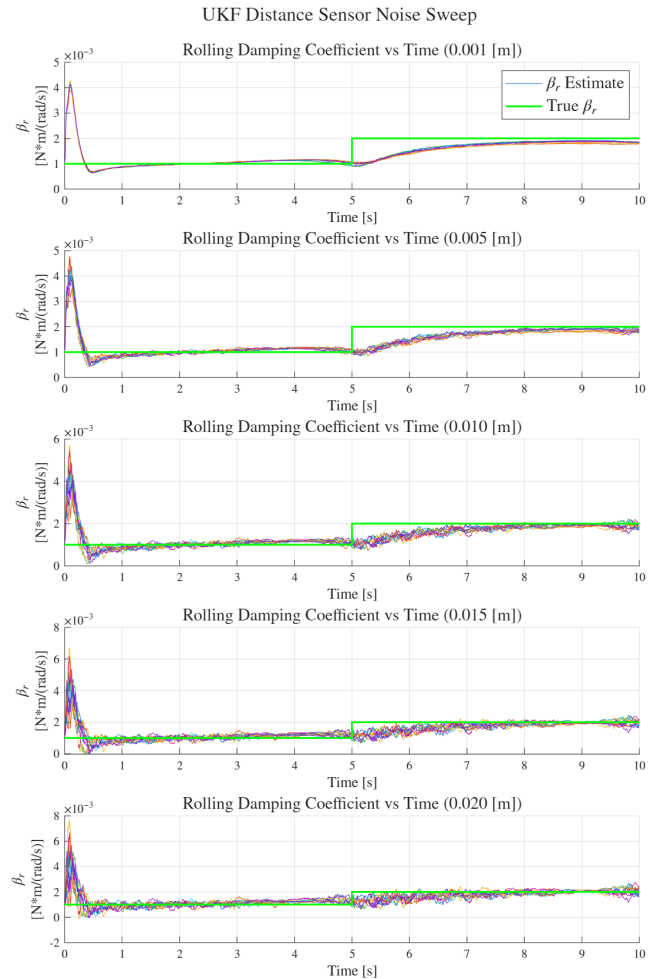 UKF Distance Sensor Noise Sweep
×10⁻³
Rolling Damping Coefficient vs Time (0.001 [m])
β_r
[N*m/(rad/s)]
5
4
3
2
1
0
β_r Estimate
True β_r
0 1 2 3 4 5 6 7 8 9 10
Time [s]
×10⁻³
Rolling Damping Coefficient vs Time (0.005 [m])
β_r
[N*m/(rad/s)]
5
4
3
2
1
0
0 1 2 3 4 5 6 7 8 9 10
Time [s]
×10⁻³
Rolling Damping Coefficient vs Time (0.010 [m])
β_r
[N*m/(rad/s)]
6
4
2
0
0 1 2 3 4 5 6 7 8 9 10
Time [s]
×10⁻³
Rolling Damping Coefficient vs Time (0.015 [m])
β_r
[N*m/(rad/s)]
8
6
4
2
0
0 1 2 3 4 5 6 7 8 9 10
Time [s]
×10⁻³
Rolling Damping Coefficient vs Time (0.020 [m])
β_r
[N*m/(rad/s)]
8
6
4
2
0
-2
0 1 2 3 4 5 6 7 8 9 10
Time [s]